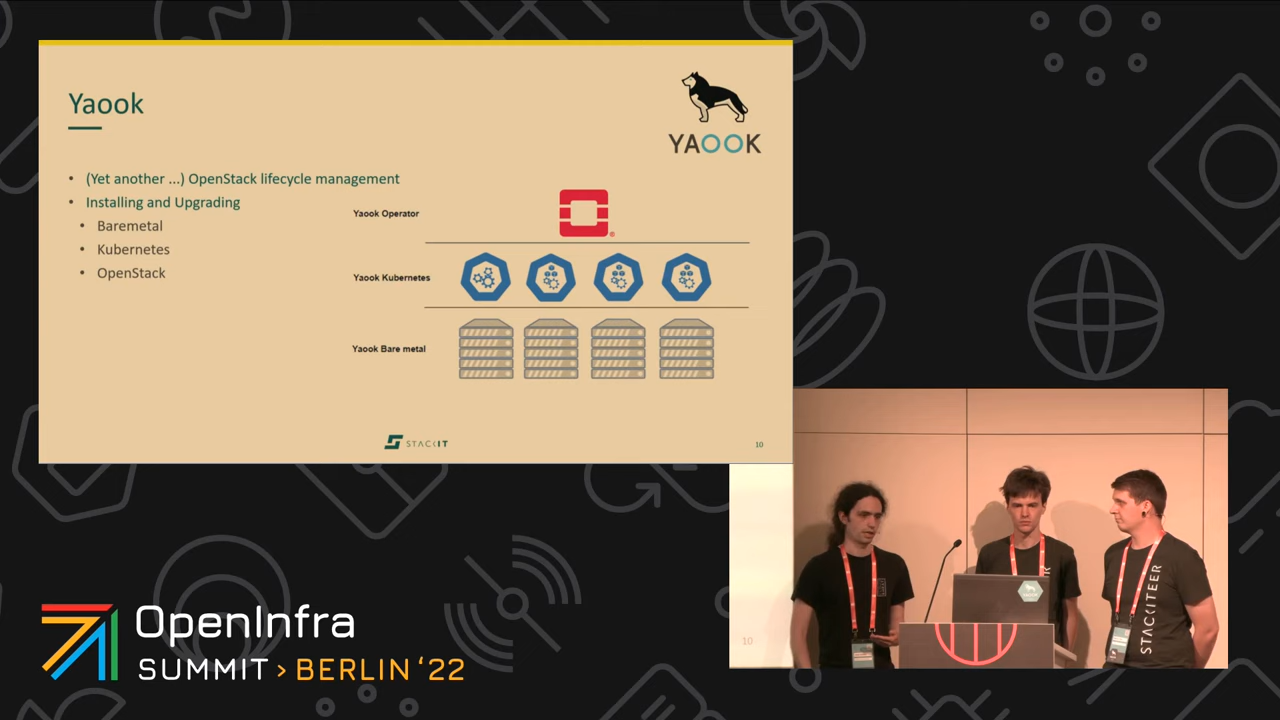 Yaook
YAOOK
• (Yet another ...) OpenStack lifecycle management
• Installing and Upgrading
• Baremetal
• Kubernetes
• OpenStack
Yaook Operator
®
Yaook Kubernetes
Yaook Bare metal
STACKIT
10
10
STACKITEER
OpenInfra
SUMMIT > BERLIN ‘22